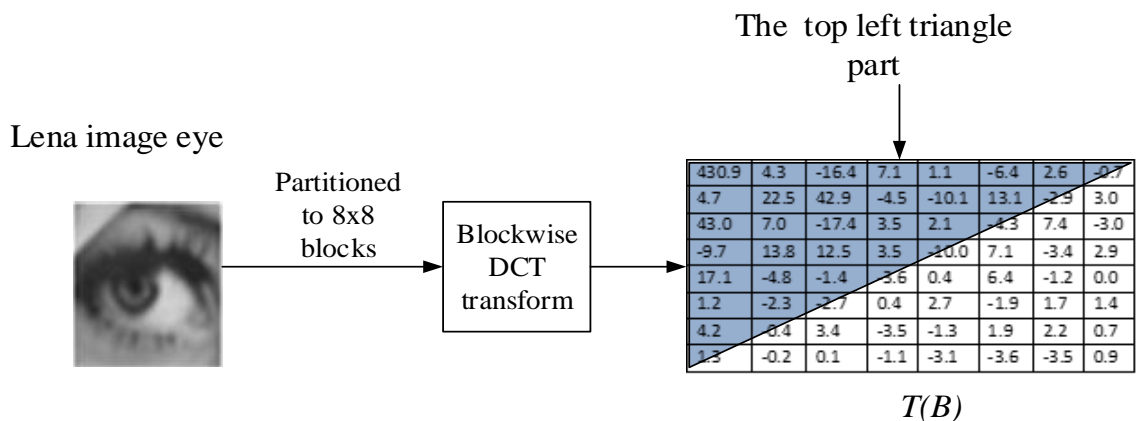 The top left triangle
part
Lena image eye
Partitioned
to 8x8
blocks
Blockwise
DCT
transform
430.9 4.3 -16.4 7.1 1.1 -6.4 2.6 -0.7
4.7 22.5 42.9 -4.5 -10.1 13.1 -2.9 3.0
43.0 7.0 -17.4 3.5 2.1 -4.3 7.4 -3.0
-9.7 13.8 12.5 3.5 -10.0 7.1 -3.4 2.9
17.1 -4.8 -1.4 -3.6 0.4 6.4 -1.2 0.0
1.2 -2.3 -2.7 0.4 2.7 -1.9 1.7 1.4
4.2 -0.4 3.4 -3.5 -1.3 1.9 2.2 0.7
1.3 -0.2 0.1 -1.1 -3.1 -3.6 -3.5 0.9
T(B)